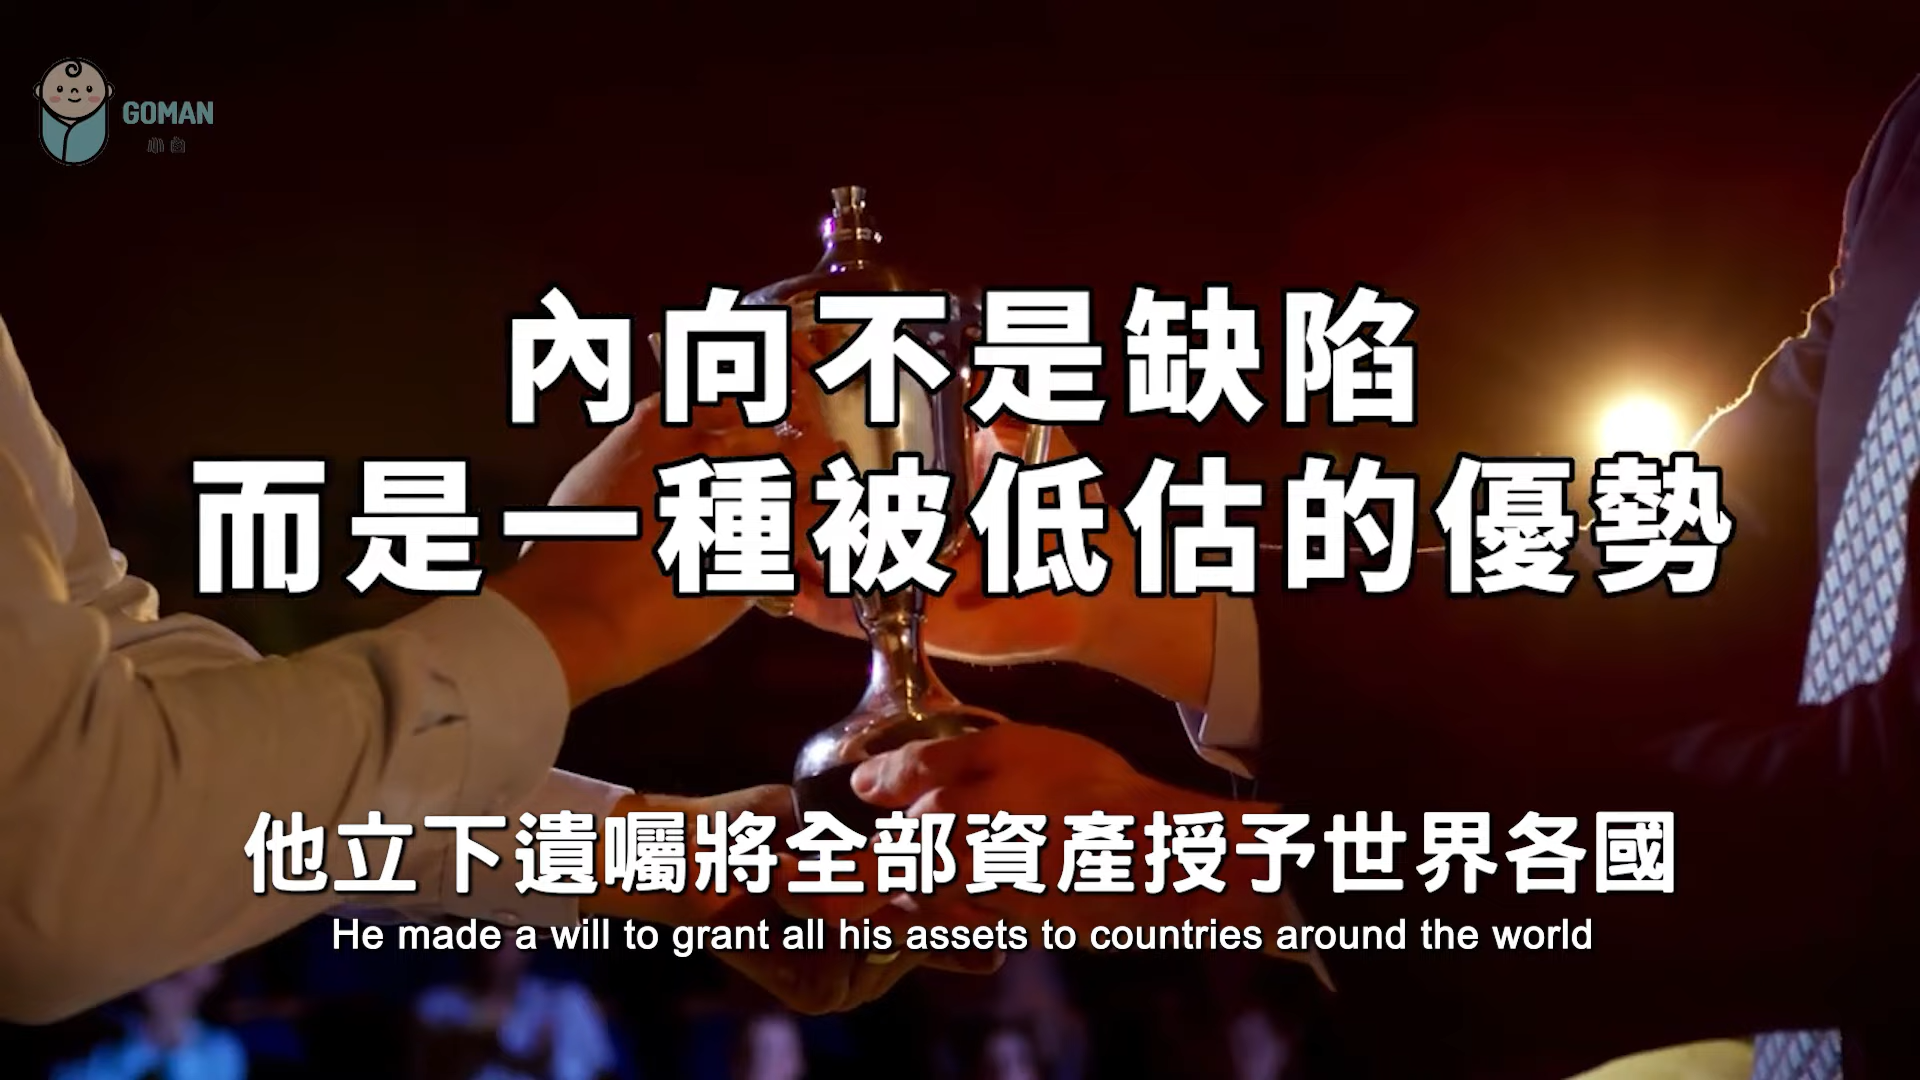 GOMAN
小白
內向不是缺陷
而是一種被低估的優勢
他立下遺囑將全部資產授予世界各國
He made a will to grant all his assets to countries around the world